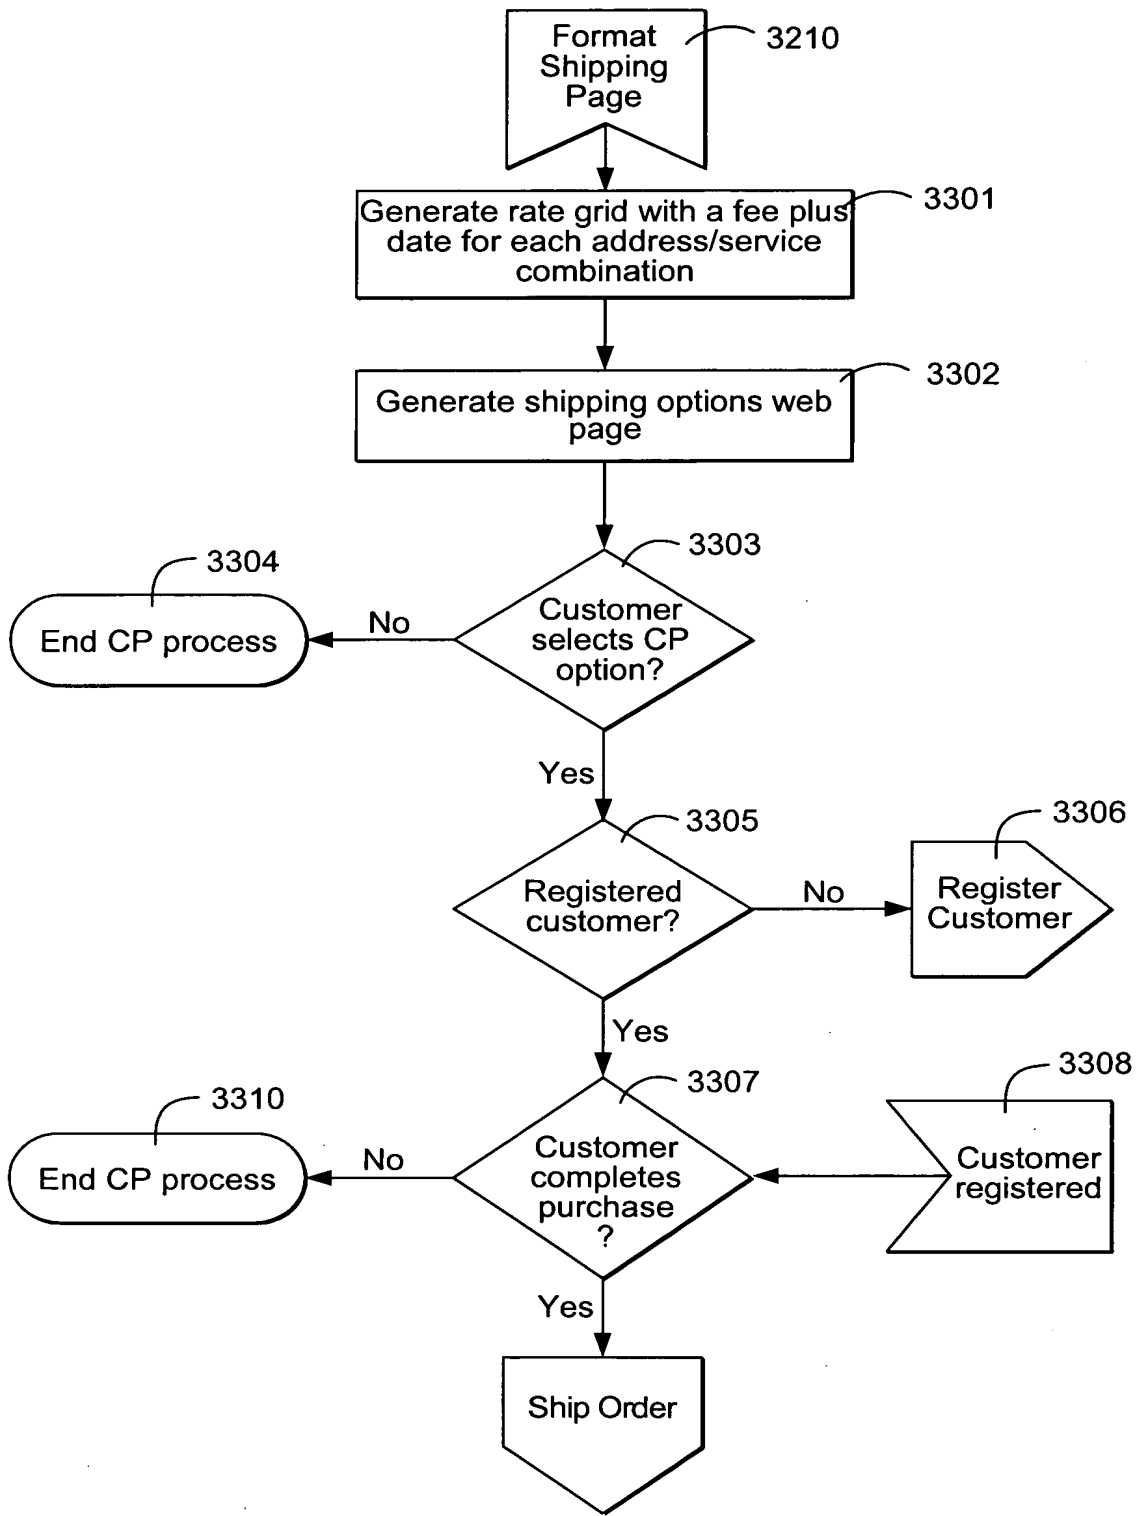 Format
Shipping
Page
3210
Generate rate grid with a fee plus
date for each address/service
combination
3301
Generate shipping options web
page
3302
3303
Customer
selects CP
option?
No
3304
End CP process
Yes
3305
Registered
customer?
No
3306
Register
Customer
Yes
3307
Customer
completes
purchase
?
3308
Customer
registered
No
3310
End CP process
Yes
Ship Order